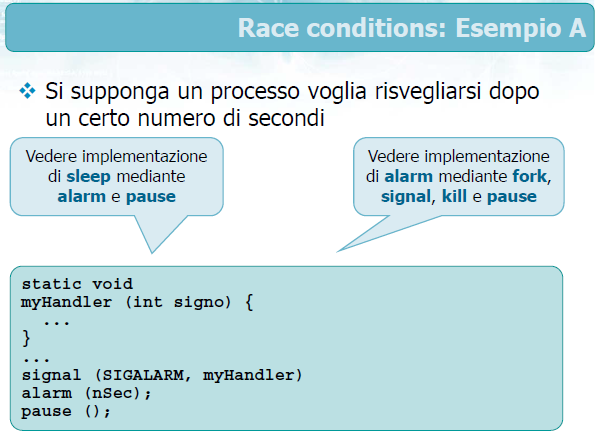 Race conditions: Esempio A
Si supponga un processo voglia risvegliarsi dopo
un certo numero di secondi
Vedere implementazione
di sleep mediante
alarm e pause
Vedere implementazione
di alarm mediante fork,
signal, kill e pause
static void
myHandler (int signo) {
...
}
...
signal (SIGALARM, myHandler)
alarm (nSec);
pause ();